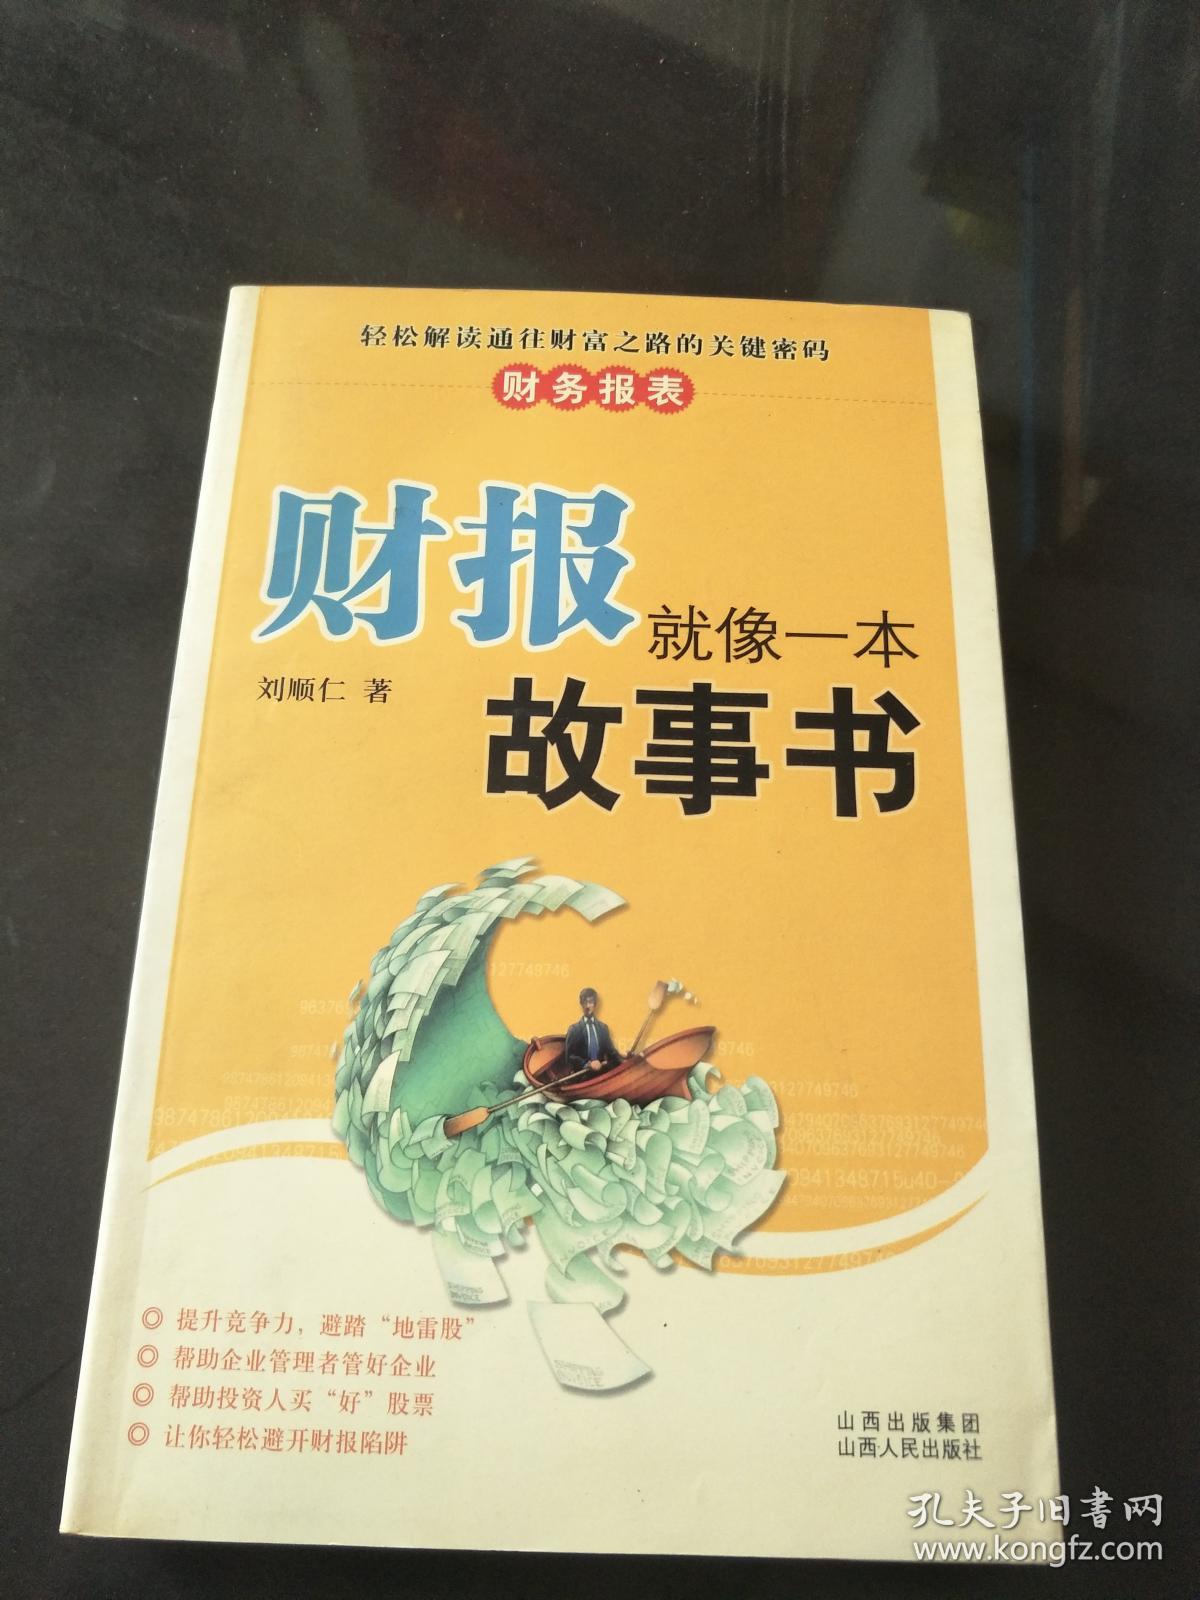 轻松解读通往财富之路的关键密码
财务报表
财报
就像一本
刘顺仁 著
故事书
◎ 提升竞争力，避踏“地雷股”
◎ 帮助企业管理者管好企业
◎ 帮助投资人买“好”股票
◎ 让你轻松避开财报陷阱
山西出版集团
山西人民出版社
孔夫子旧书网
www.kongfz.com